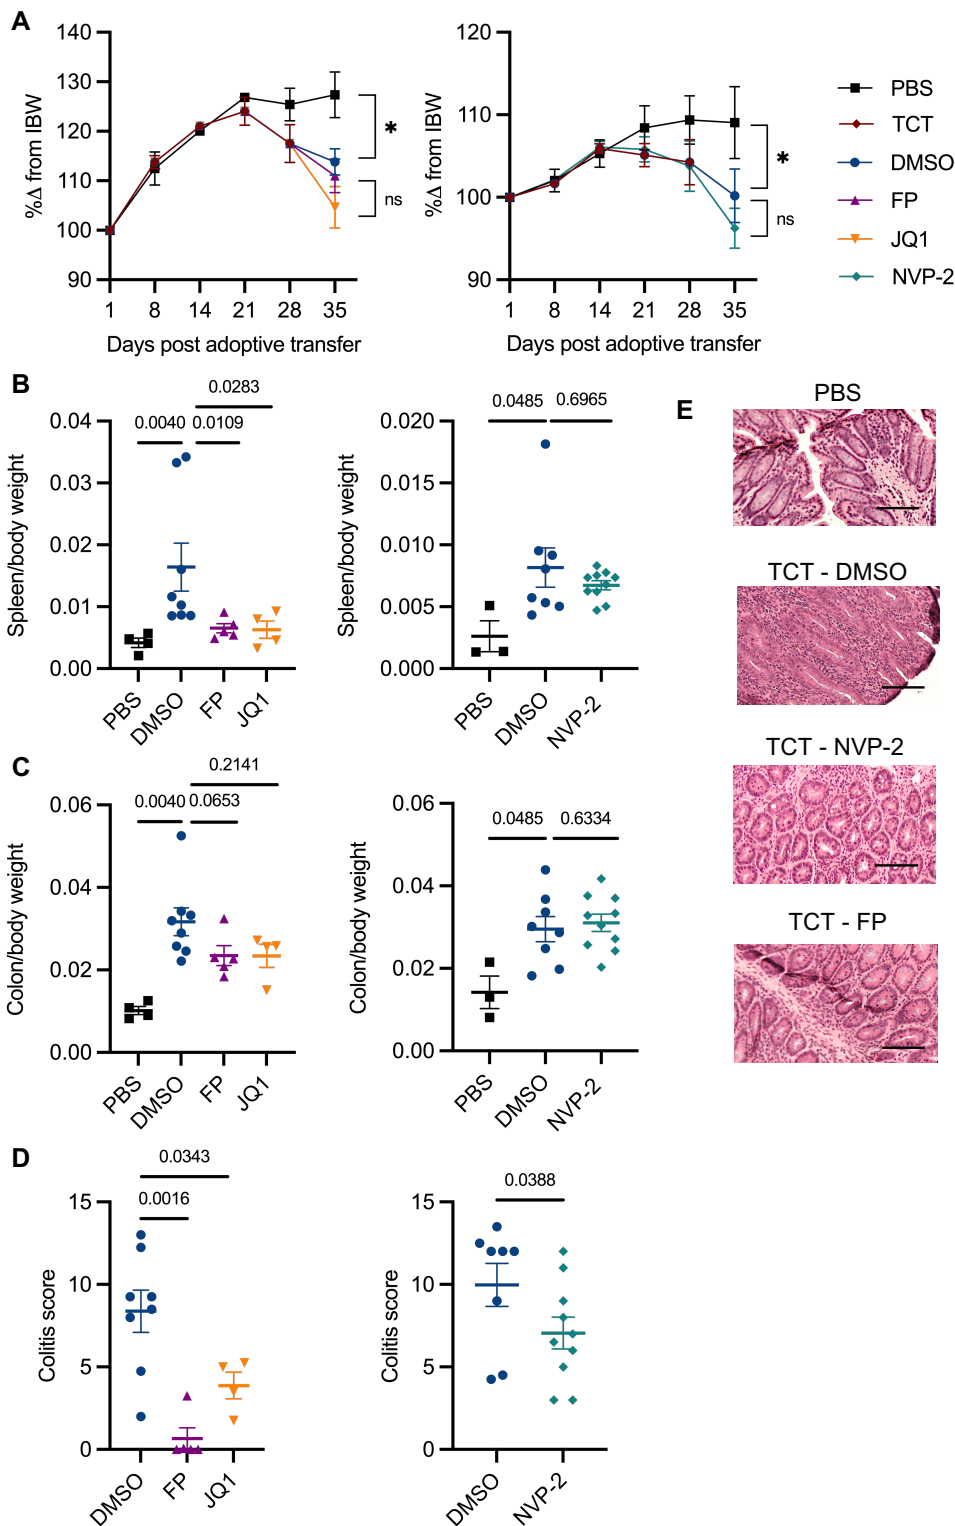 A
%Δ from IBW
140
130
120
110
100
90
1 8 14 21 28 35
Days post adoptive transfer
*
ns
%Δ from IBW
120
110
100
90
1 8 14 21 28 35
Days post adoptive transfer
*
ns
PBS
TCT
DMSO
FP
JQ1
NVP-2
B
Spleen/body weight
0.0283
0.0040 0.0109
0.04
0.03
0.02
0.01
0.00
PBS DMSO FP JQ1
Spleen/body weight
0.0485 0.6965
0.020
0.015
0.010
0.005
0.000
PBS DMSO NVP-2
C
Colon/body weight
0.2141
0.0040 0.0653
0.06
0.04
0.02
0.00
PBS DMSO FP JQ1
Colon/body weight
0.0485 0.6334
0.06
0.04
0.02
0.00
PBS DMSO NVP-2
D
Colitis score
0.0343
0.0016
15
10
5
0
DMSO FP JQ1
Colitis score
0.0388
15
10
5
0
DMSO NVP-2
E
PBS
TCT - DMSO
TCT - NVP-2
TCT - FP